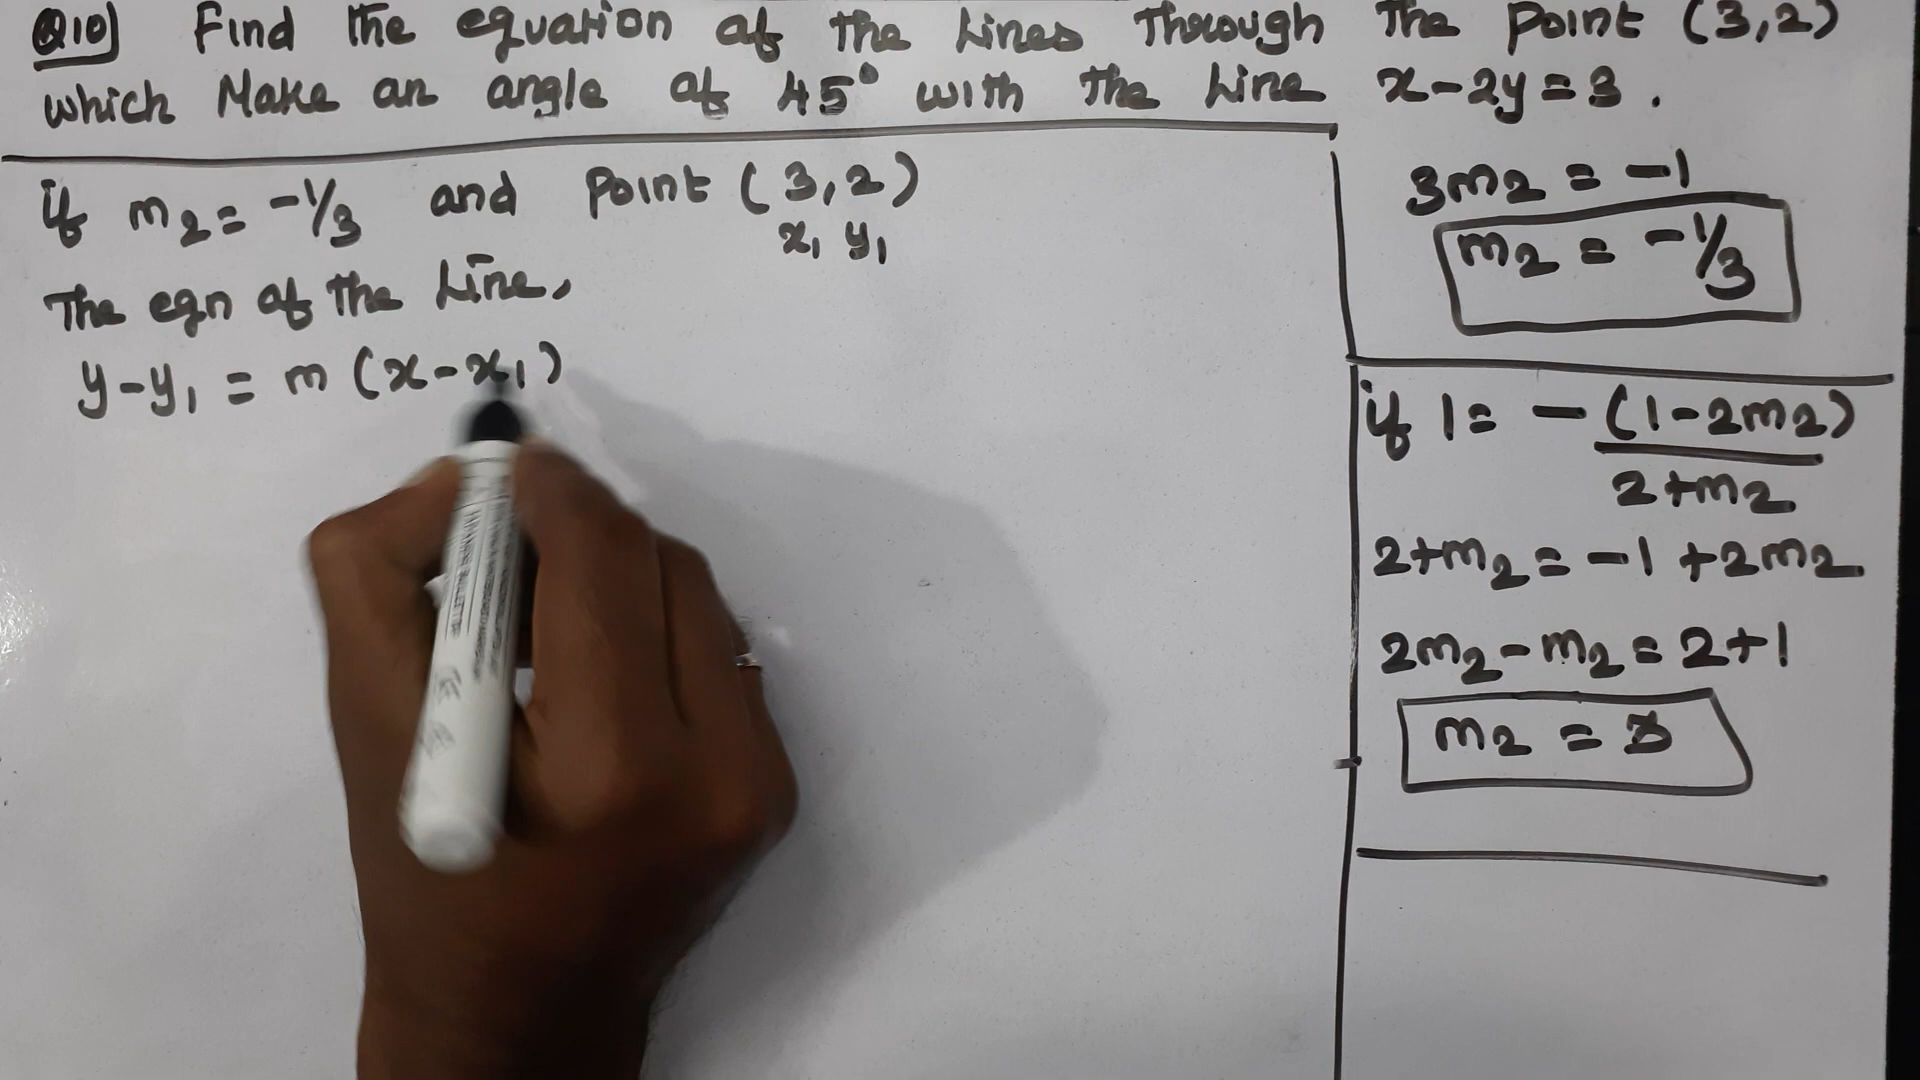 Q10) Find the equation of the Lines Through The Point (3,2)
which Make an angle of 45° with the Line x-2y=3.
if m2 = -1/3 and Point (3,2)
x1 y1
The eqn of the Line,
y-y1 = m (x-x1)
3m2 = -1
m2 = -1/3
if 1 = -(1-2m2)
2+m2
2+m2 = -1+2m2
2m2-m2 = 2+1
m2 = 3